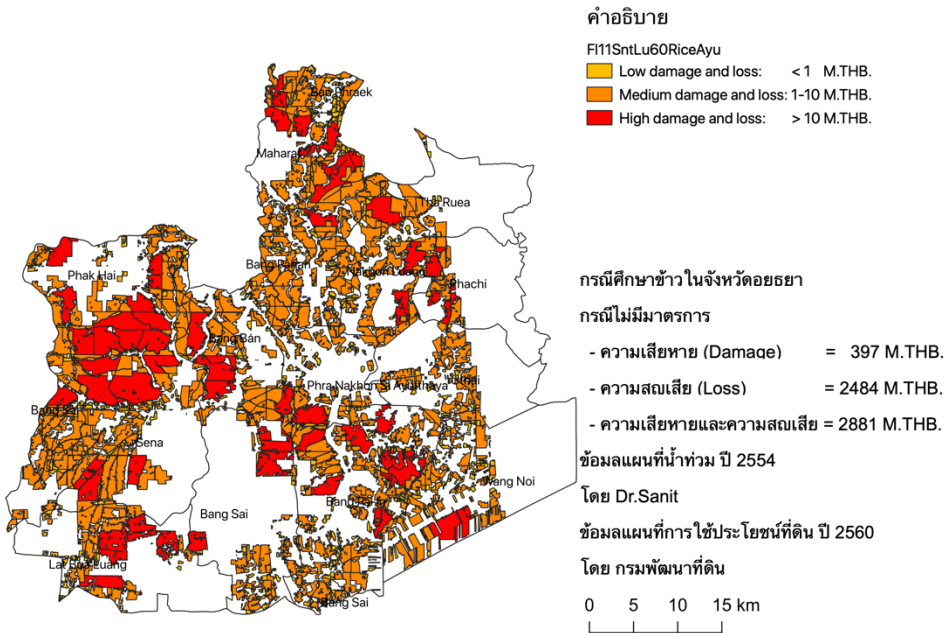 คำอธิบาย
Fl11SntLu60RiceAyu
Low damage and loss: < 1 M.THB.
Medium damage and loss: 1-10 M.THB.
High damage and loss: > 10 M.THB.
Ban Phraek
Maharat
Tha Ruea
Bang Pahan
Nakhon Luang
Phak Hai
Phachi
Bang Ban
Phra Nakhon Si Ayutthaya
Uthai
Bang Sai
Sena
Wang Noi
Bang Sai
Lat Bua Luang
Bang Sai
กรณีศึกษาข้าวในจังหวัดอยุธยา
กรณีไม่มีมาตรการ
- ความเสียหาย (Damage) = 397 M.THB.
- ความสูญเสีย (Loss) = 2484 M.THB.
- ความเสียหายและความสูญเสีย = 2881 M.THB.
ข้อมูลแผนที่น้ำท่วม ปี 2554
โดย Dr.Sanit
ข้อมูลแผนที่การใช้ประโยชน์ที่ดิน ปี 2560
โดย กรมพัฒนาที่ดิน
0 5 10 15 km